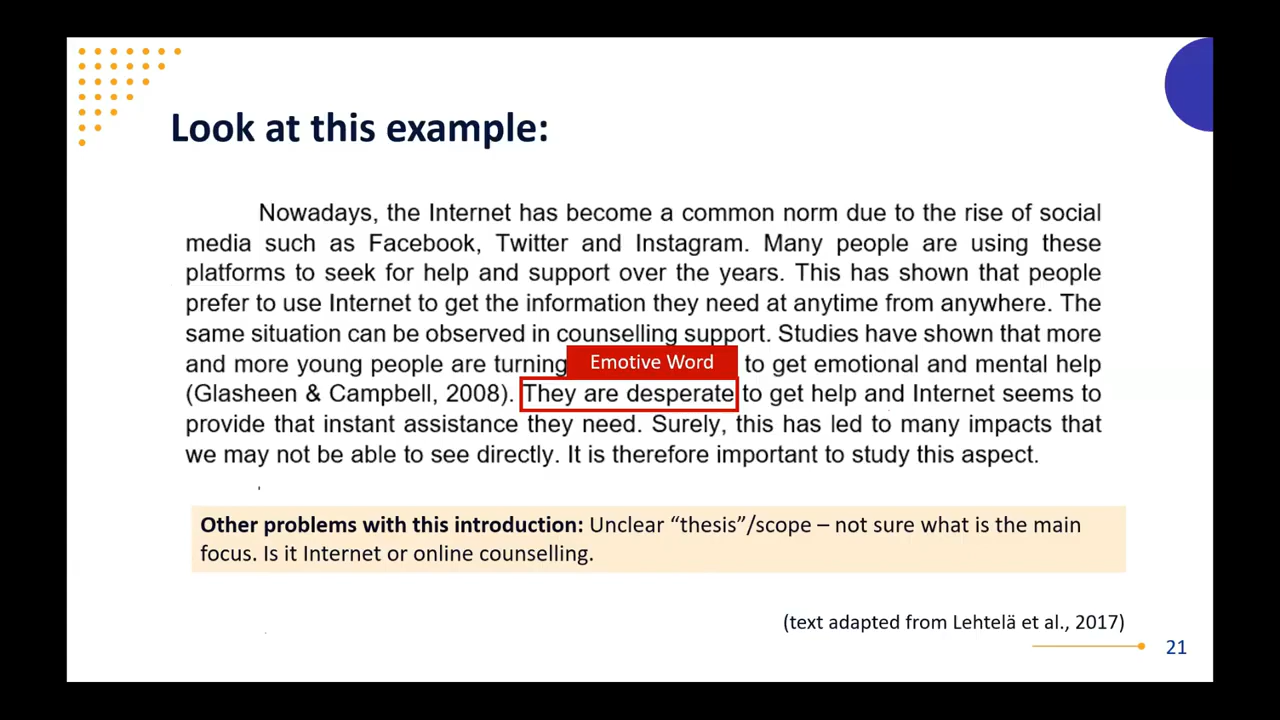 Look at this example:
Nowadays, the Internet has become a common norm due to the rise of social
media such as Facebook, Twitter and Instagram. Many people are using these
platforms to seek for help and support over the years. This has shown that people
prefer to use Internet to get the information they need at anytime from anywhere. The
same situation can be observed in counselling support. Studies have shown that more
and more young people are turning Emotive Word to get emotional and mental help
(Glasheen & Campbell, 2008). They are desperate to get help and Internet seems to
provide that instant assistance they need. Surely, this has led to many impacts that
we may not be able to see directly. It is therefore important to study this aspect.
Other problems with this introduction: Unclear “thesis”/scope – not sure what is the main
focus. Is it Internet or online counselling.
(text adapted from Lehtelä et al., 2017)
21